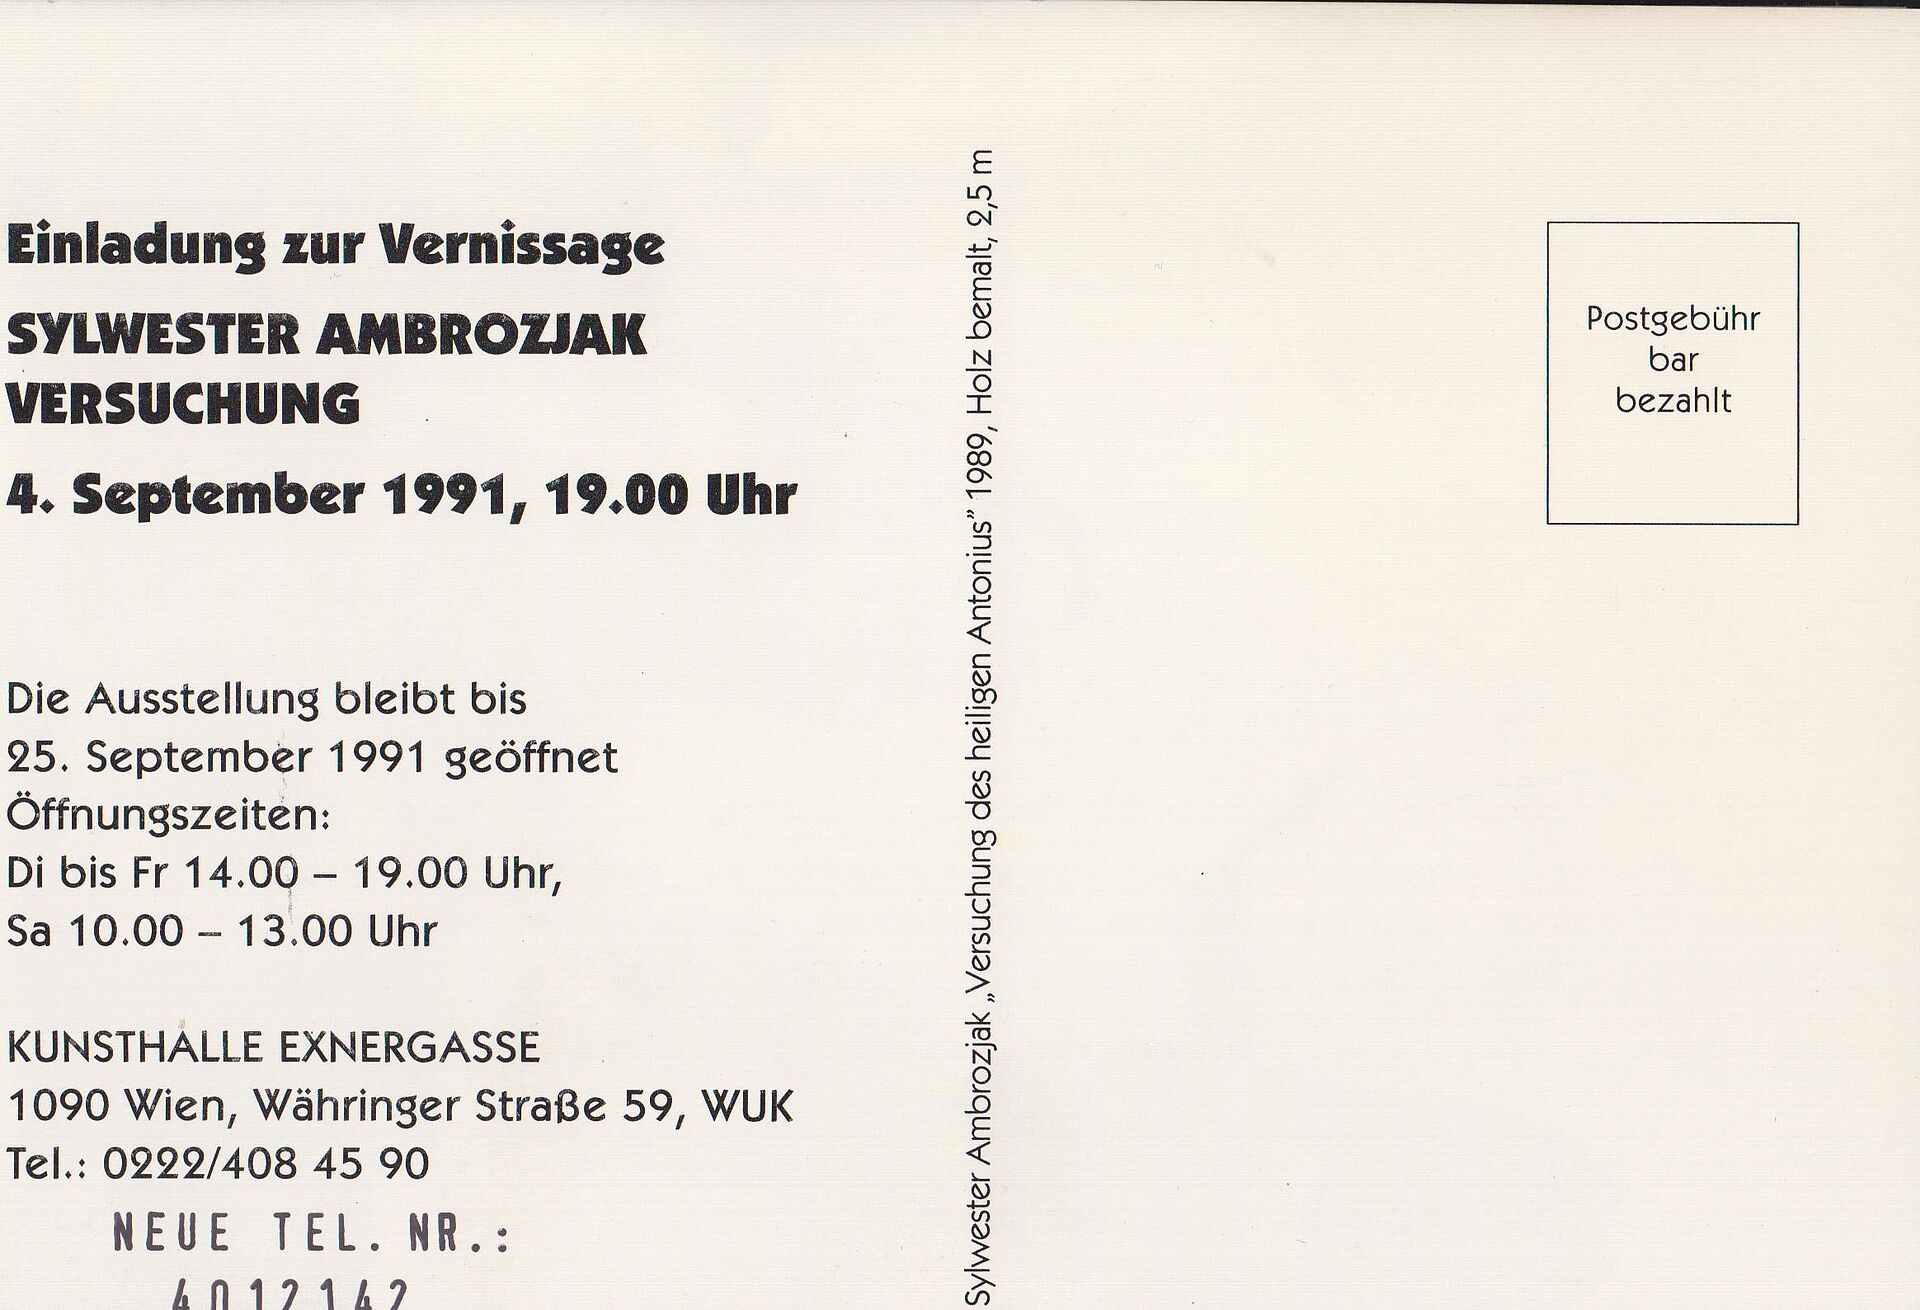 Einladung zur Vernissage
SYLWESTER AMBROZJAK
VERSUCHUNG
4. September 1991, 19.00 Uhr
Die Ausstellung bleibt bis
25. September 1991 geöffnet
Öffnungszeiten:
Di bis Fr 14.00 – 19.00 Uhr,
Sa 10.00 – 13.00 Uhr
KUNSTHALLE EXNERGASSE
1090 Wien, Währinger Straße 59, WUK
Tel.: 0222/408 45 90
NEUE TEL. NR.:
4012142
Sylwester Ambrozjak „Versuchung des heiligen Antonius” 1989, Holz bemalt, 2,5 m
Postgebühr
bar
bezahlt